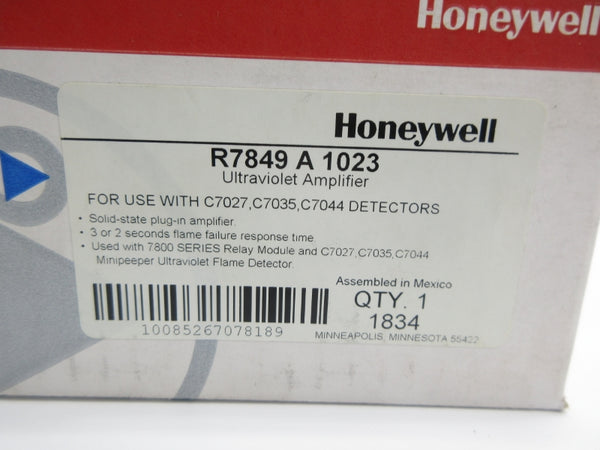 Honeywell
Honeywell
R7849 A 1023
Ultraviolet Amplifier
FOR USE WITH C7027,C7035,C7044 DETECTORS
• Solid-state plug-in amplifier.
• 3 or 2 seconds flame failure response time.
• Used with 7800 SERIES Relay Module and C7027,C7035,C7044
Minipeeper Ultraviolet Flame Detector.
Assembled in Mexico
QTY. 1
1834
10085267078189
MINNEAPOLIS, MINNESOTA 55422